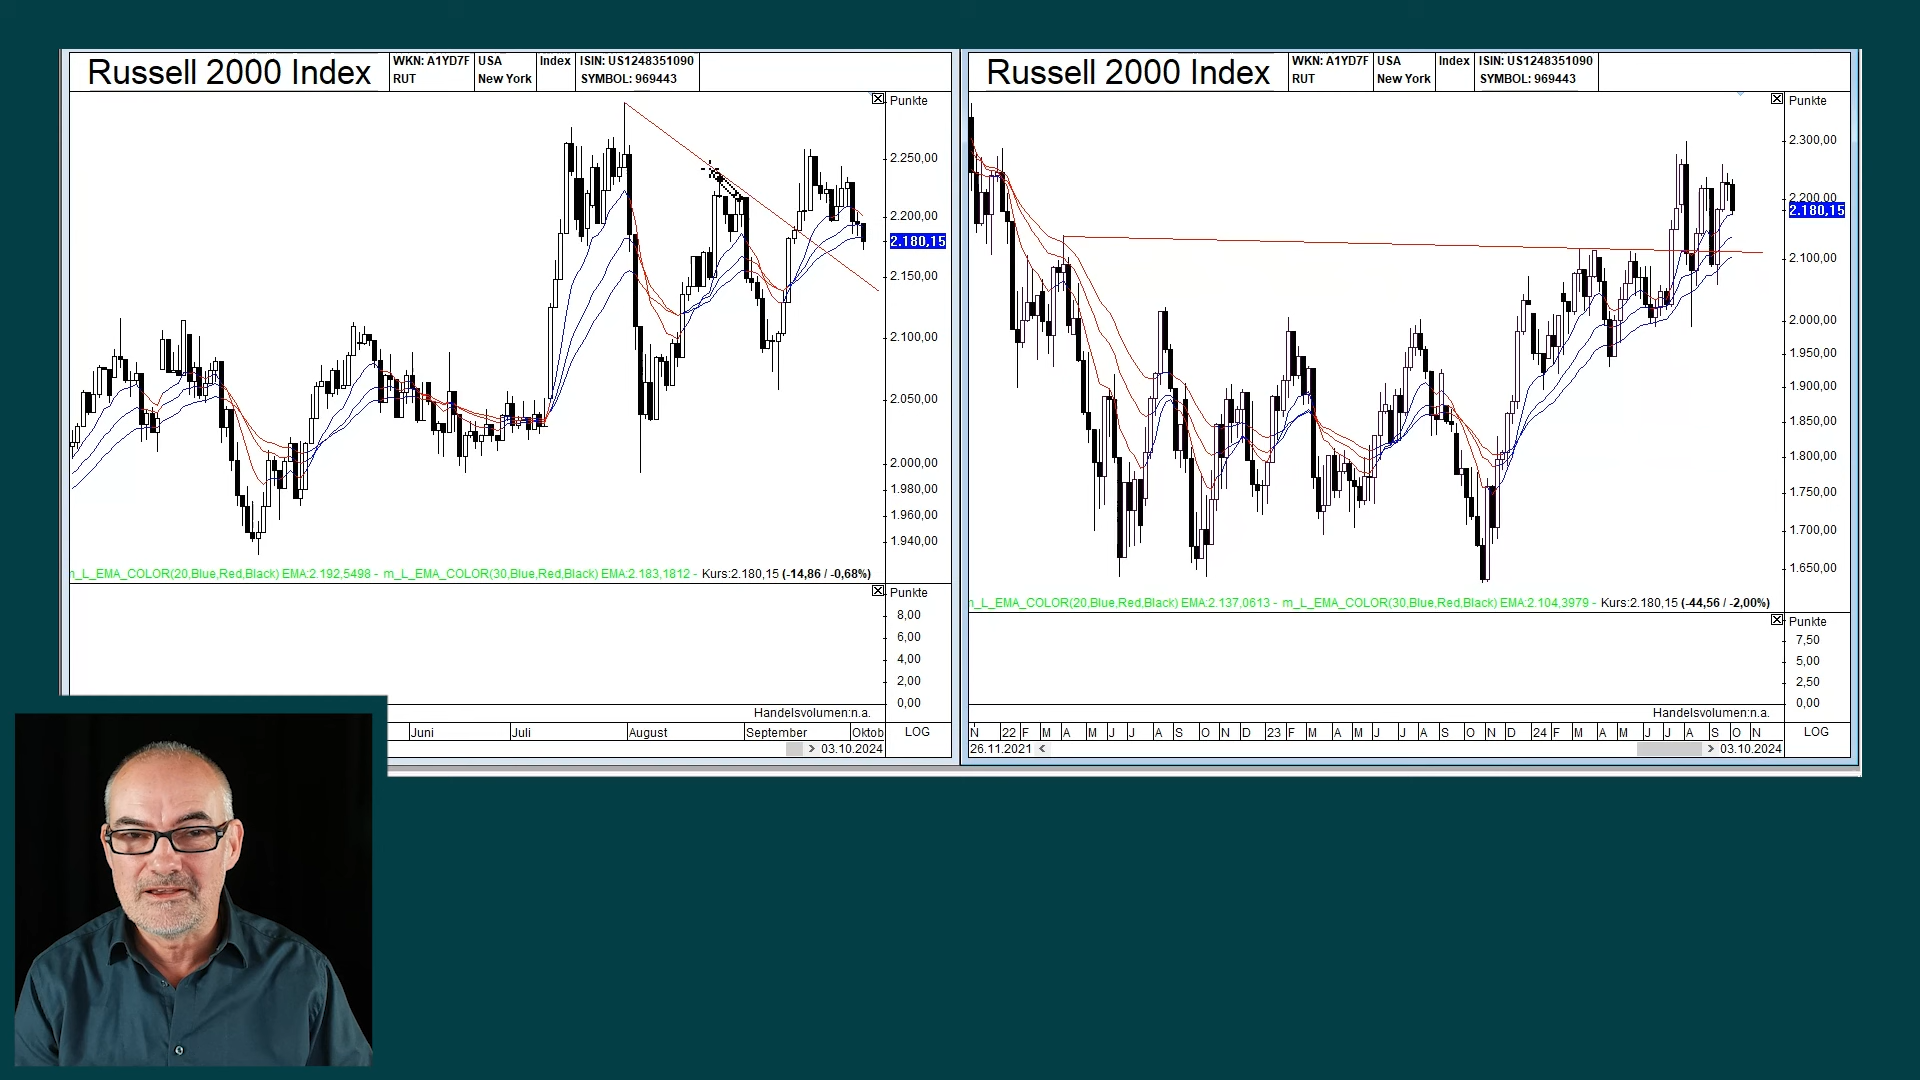 Russell 2000 Index
WKN: A1YD7F
RUT
USA
New York
Index
ISIN: US1248351090
SYMBOL: 969443
Punkte
2.250,00
2.200,00
2.180,15
2.150,00
2.100,00
2.050,00
2.000,00
1.980,00
1.960,00
1.940,00
m_L_EMA_COLOR(20,Blue,Red,Black) EMA:2.192,5498 - m_L_EMA_COLOR(30,Blue,Red,Black) EMA:2.183,1812 - Kurs:2.180,15 (-14,86 / -0,68%)
Punkte
8,00
6,00
4,00
2,00
0,00
Handelsvolumen:n.a.
Juni Juli August September Oktob
LOG
> 03.10.2024
Russell 2000 Index
WKN: A1YD7F
RUT
USA
New York
Index
ISIN: US1248351090
SYMBOL: 969443
Punkte
2.300,00
2.200,00
2.180,15
2.100,00
2.000,00
1.950,00
1.900,00
1.850,00
1.800,00
1.750,00
1.700,00
1.650,00
m_L_EMA_COLOR(20,Blue,Red,Black) EMA:2.137,0613 - m_L_EMA_COLOR(30,Blue,Red,Black) EMA:2.104,3979 - Kurs:2.180,15 (-44,56 / -2,00%)
Punkte
7,50
5,00
2,50
0,00
Handelsvolumen:n.a.
N 22 F M A M J J A S O N D 23 F M A M J J A S O N D 24 F M A M J J A S O N
LOG
26.11.2021 < > 03.10.2024